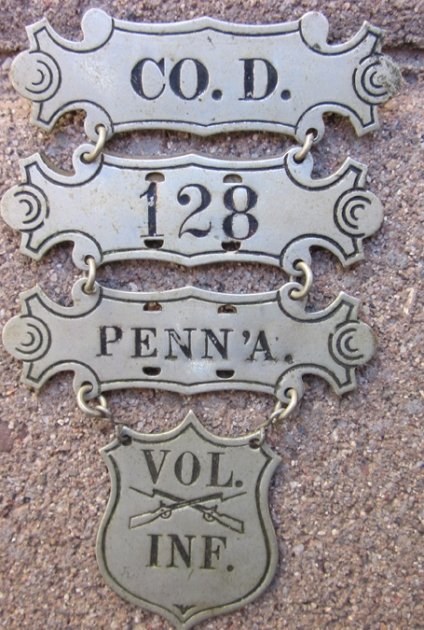 CO. D.
128
PENN'A.
VOL.
INF.